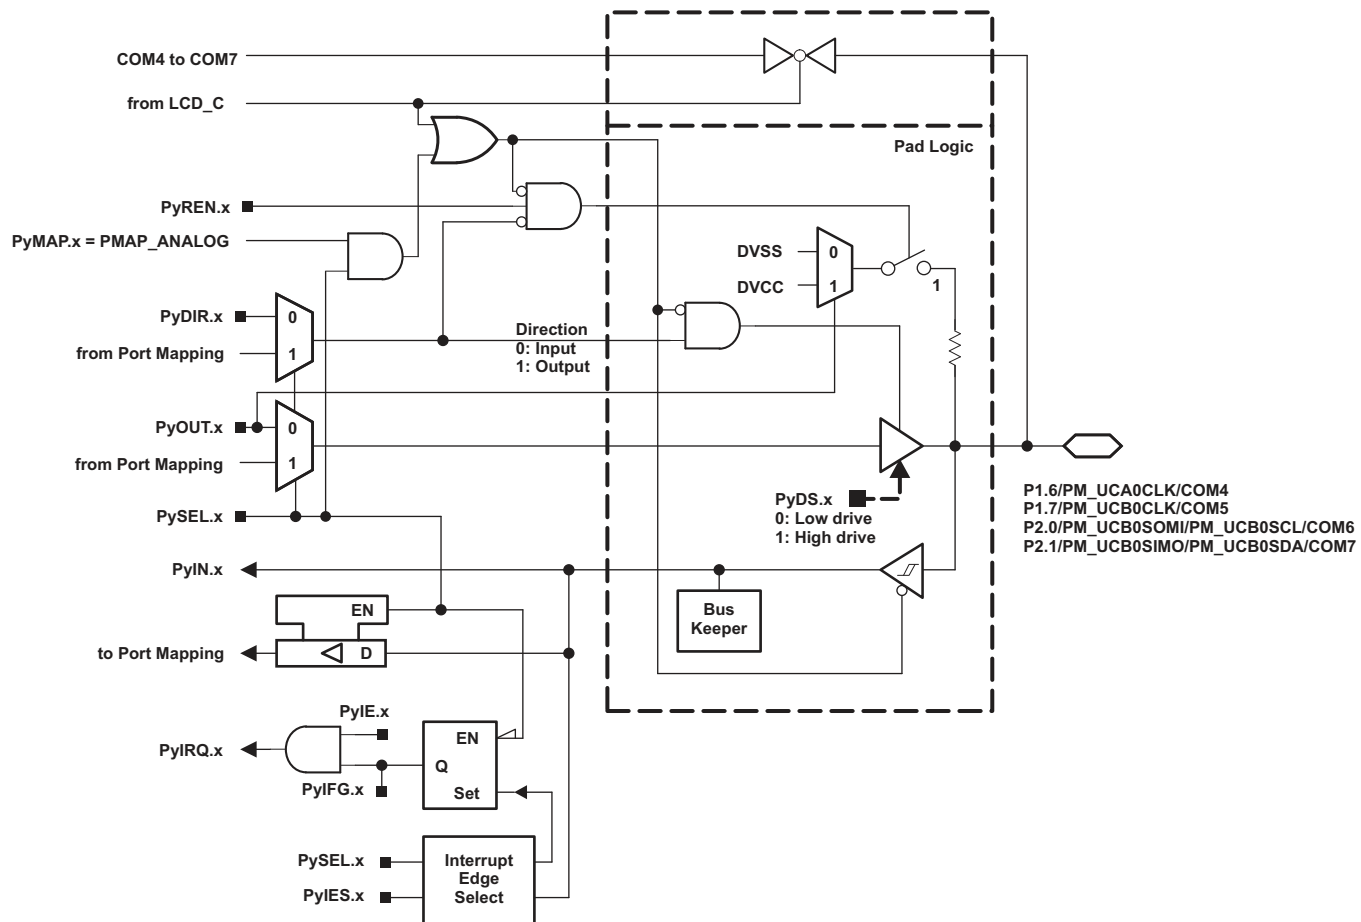 COM4 to COM7
from LCD_C
Pad Logic
PyREN.x
PyMAP.x = PMAP_ANALOG
DVSS
0
DVCC
1
1
PyDIR.x
0
from Port Mapping
1
Direction
0: Input
1: Output
PyOUT.x
0
from Port Mapping
1
PySEL.x
PyDS.x
0: Low drive
1: High drive
P1.6/PM_UCA0CLK/COM4
P1.7/PM_UCB0CLK/COM5
P2.0/PM_UCB0SOMI/PM_UCB0SCL/COM6
P2.1/PM_UCB0SIMO/PM_UCB0SDA/COM7
PyIN.x
EN
Bus
Keeper
to Port Mapping
D
PyIE.x
EN
PyIRQ.x
Q
PyIFG.x
Set
PySEL.x
PyIES.x
Interrupt
Edge
Select